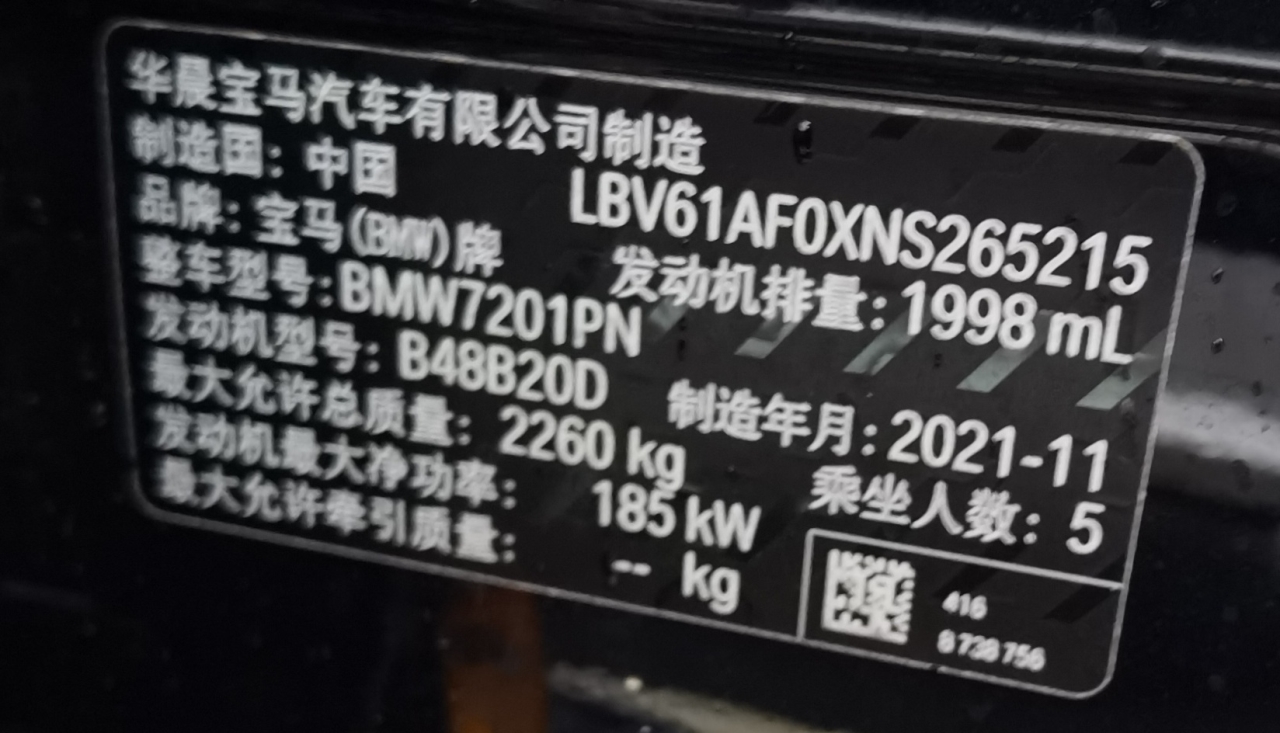 华晨宝马汽车有限公司制造
制造国：中国
LBV61AF0XNS265215
品牌：宝马(BMW)牌
发动机排量：1998 mL
整车型号：BMW7201PN
发动机型号：B48B20D
制造年月：2021-11
最大允许总质量：2260 kg
乘坐人数：5
发动机最大净功率：185 kW
最大允许牵引质量：-- kg
416
8 738 756